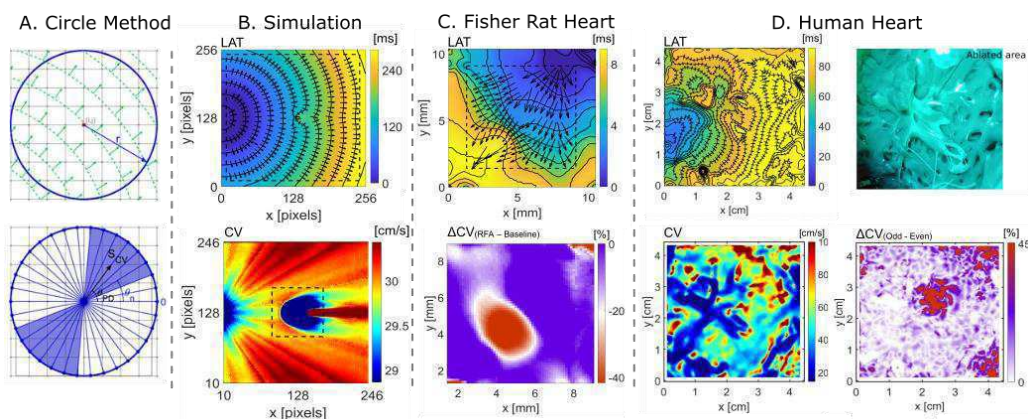 A. Circle Method
B. Simulation
C. Fisher Rat Heart
D. Human Heart
r
LAT
[ms]
256
128
0
y [pixels]
0
128
256
x [pixels]
240
120
0
LAT
[ms]
10
5
0
y [mm]
0
5
10
x [mm]
8
4
0
LAT
4
3
2
1
0
y [cm]
0
1
2
3
4
x [cm]
80
60
40
20
0
[ms]
Ablated area
S_CV
PD
θ
n
0
CV
[cm/s]
246
128
10
y [pixels]
10
128
246
x [pixels]
30
29.5
29
ΔCV(RFA – Baseline)
[%]
8
6
4
2
y [mm]
2
4
6
8
x [mm]
0
-20
-40
CV
[cm/s]
4
3
2
1
0
y [cm]
0
1
2
3
4
x [cm]
10
80
60
40
20
ΔCV(Odd - Even)
[%]
4
3
2
1
0
y [cm]
0
1
2
3
4
x [cm]
45
0